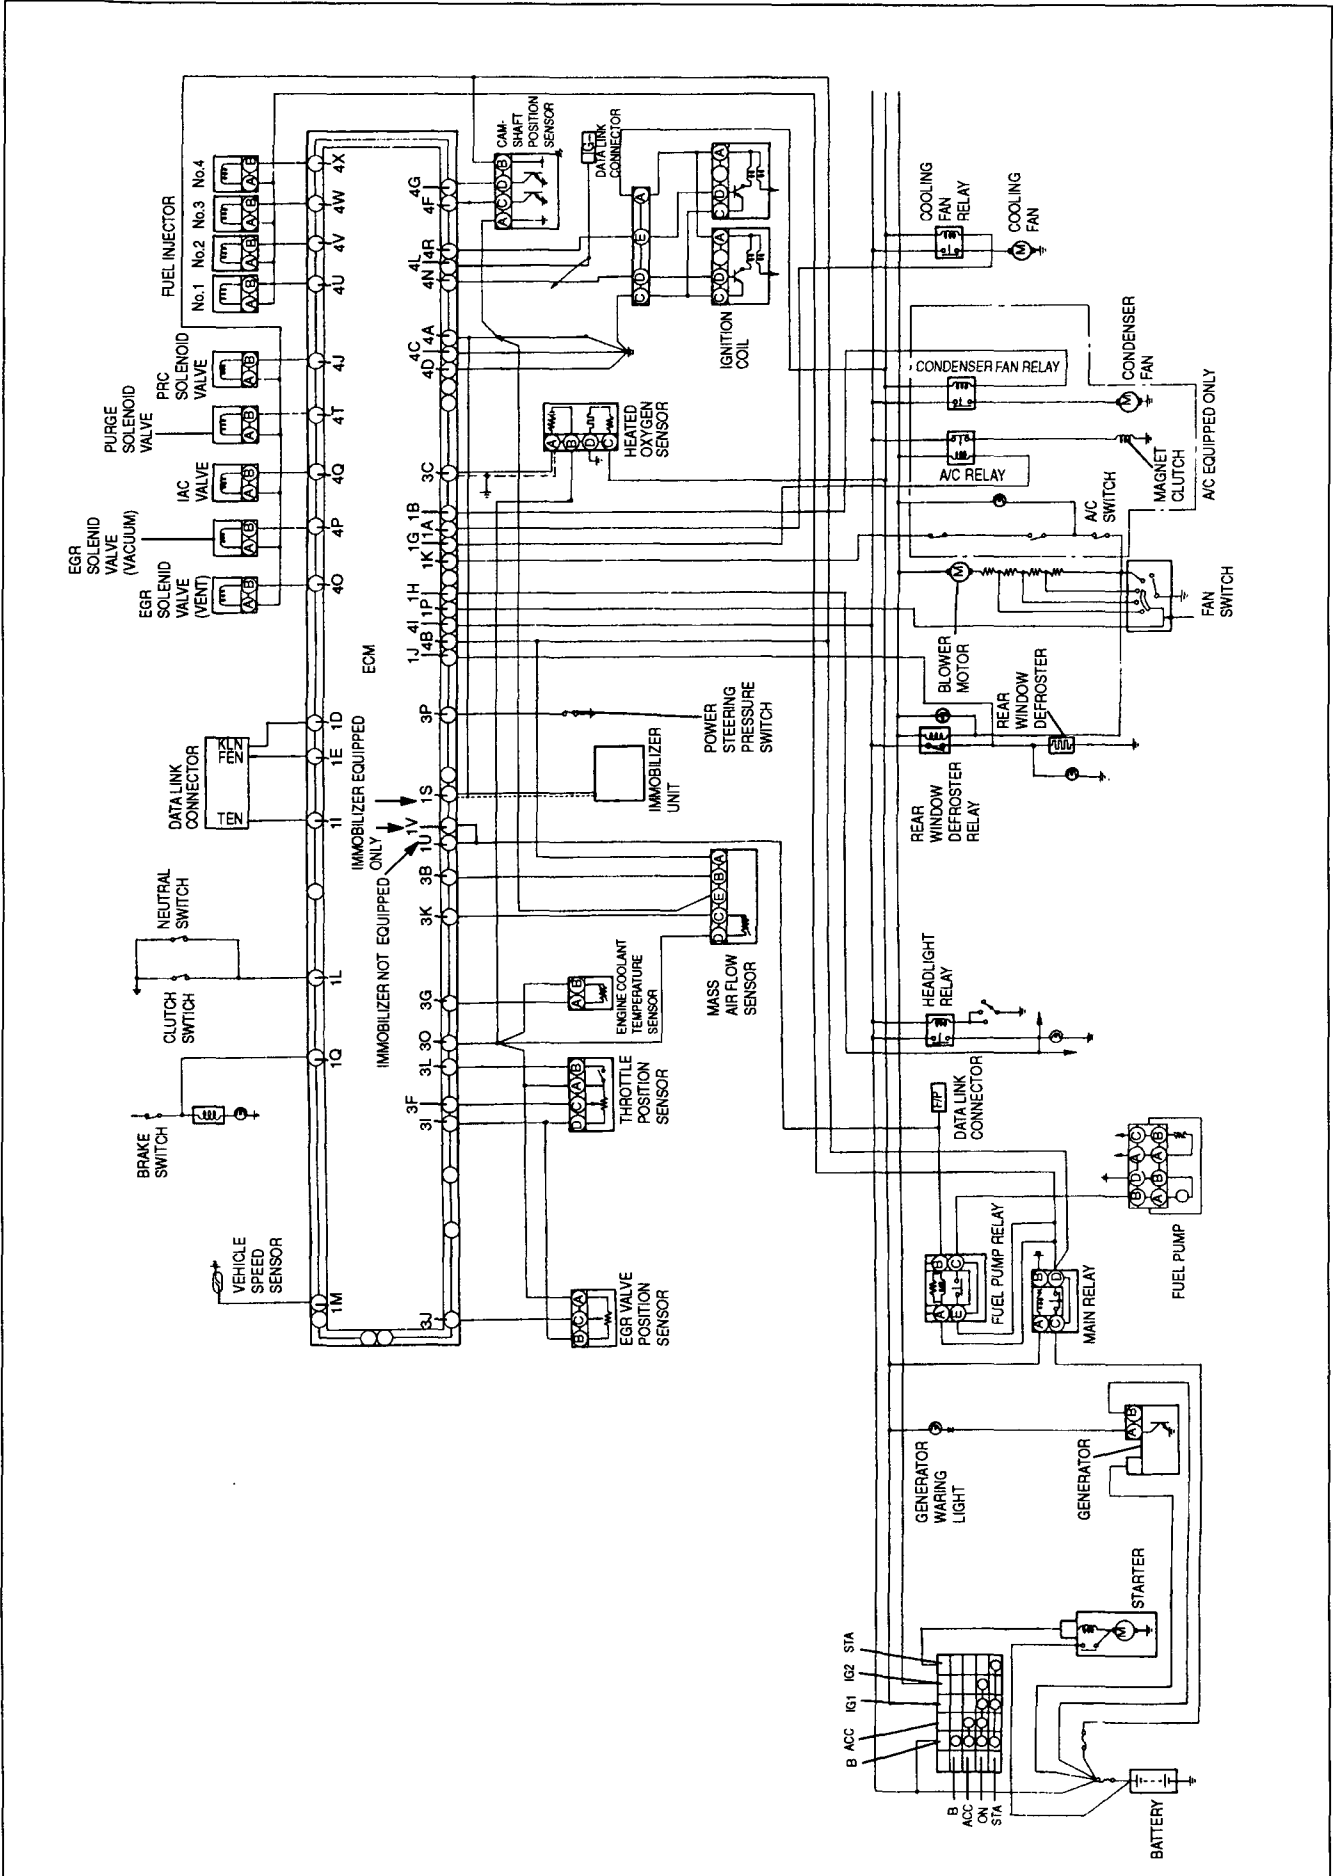 FUEL INJECTOR
No.1
No.2
No.3
No.4
A B
A B
A B
A B
PRC
SOLENOID
VALVE
A B
PURGE
SOLENOID
VALVE
A B
IAC
VALVE
A B
EGR
SOLENID
VALVE
(VACUUM)
A B
EGR
SOLENID
VALVE
(VENT)
A B
DATA LINK
CONNECTOR
KLN
FEN
TEN
NEUTRAL
SWITCH
CLUTCH
SWTICH
BRAKE
SWITCH
VEHICLE
SPEED
SENSOR
4X
4W
4V
4U
4J
4T
4Q
4P
4O
1D
1E
1I
1L
1Q
1M
ECM
IMMOBILIZER EQUIPPED
ONLY
IMMOBILIZER NOT EQUIPPED
4G
4F
4R
4L
4N
4A
4C
4D
3C
1B
1A
1G
1K
1H
1P
4I
4B
1J
3P
1S
1V
1U
3B
3K
3G
3O
3L
3F
3I
3J
CAM-
SHAFT
POSITION
SENSOR
A C D B
G-
DATA LINK
CONNECTOR
C D E A
C D A
C D A
IGNITION
COIL
HEATED
OXYGEN
SENSOR
A B D C
POWER
STEERING
PRESSURE
SWITCH
IMMOBILIZER
UNIT
MASS
AIR FLOW
SENSOR
D C E B A
ENGINE COOLANT
TEMPERATURE
SENSOR
A B
THROTTLE
POSITION
SENSOR
D C A B
EGR VALVE
POSITION
SENSOR
B C A
COOLING
FAN
RELAY
M
COOLING
FAN
CONDENSER FAN RELAY
M
CONDENSER
FAN
A/C RELAY
MAGNET
CLUTCH
A/C EQUIPPED ONLY
A/C
SWITCH
M
BLOWER
MOTOR
FAN
SWITCH
REAR
WINDOW
DEFROSTER
REAR
WINDOW
DEFROSTER
RELAY
HEADLIGHT
RELAY
F/P
DATA LINK
CONNECTOR
FUEL PUMP RELAY
A B
E C
MAIN RELAY
A B
C D
FUEL PUMP
B D A C
A B A B
GENERATOR
WARING
LIGHT
GENERATOR
A B
STARTER
M
B
ACC
IG1
IG2
STA
B
ACC
ON
STA
BATTERY